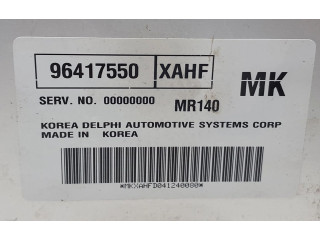 96417550 XAHF MK
SERV. NO. 00000000 MR140
KOREA DELPHI AUTOMOTIVE SYSTEMS CORP
MADE IN KOREA
*MKXAHFD041240080*